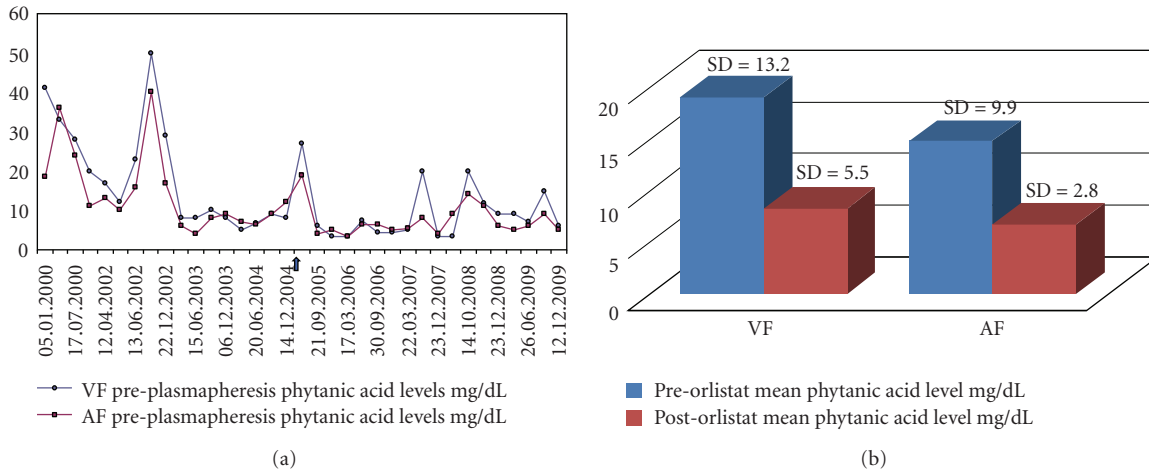 60
50
40
30
20
10
0
05.01.2000
17.07.2000
12.04.2002
13.06.2002
22.12.2002
15.06.2003
06.12.2003
20.06.2004
14.12.2004
21.09.2005
17.03.2006
30.09.2006
22.03.2007
23.12.2007
14.10.2008
23.12.2008
26.06.2009
12.12.2009
VF pre-plasmapheresis phytanic acid levels mg/dL
AF pre-plasmapheresis phytanic acid levels mg/dL
(a)
20
15
10
5
0
SD = 13.2
SD = 5.5
SD = 9.9
SD = 2.8
VF
AF
Pre-orlistat mean phytanic acid level mg/dL
Post-orlistat mean phytanic acid level mg/dL
(b)